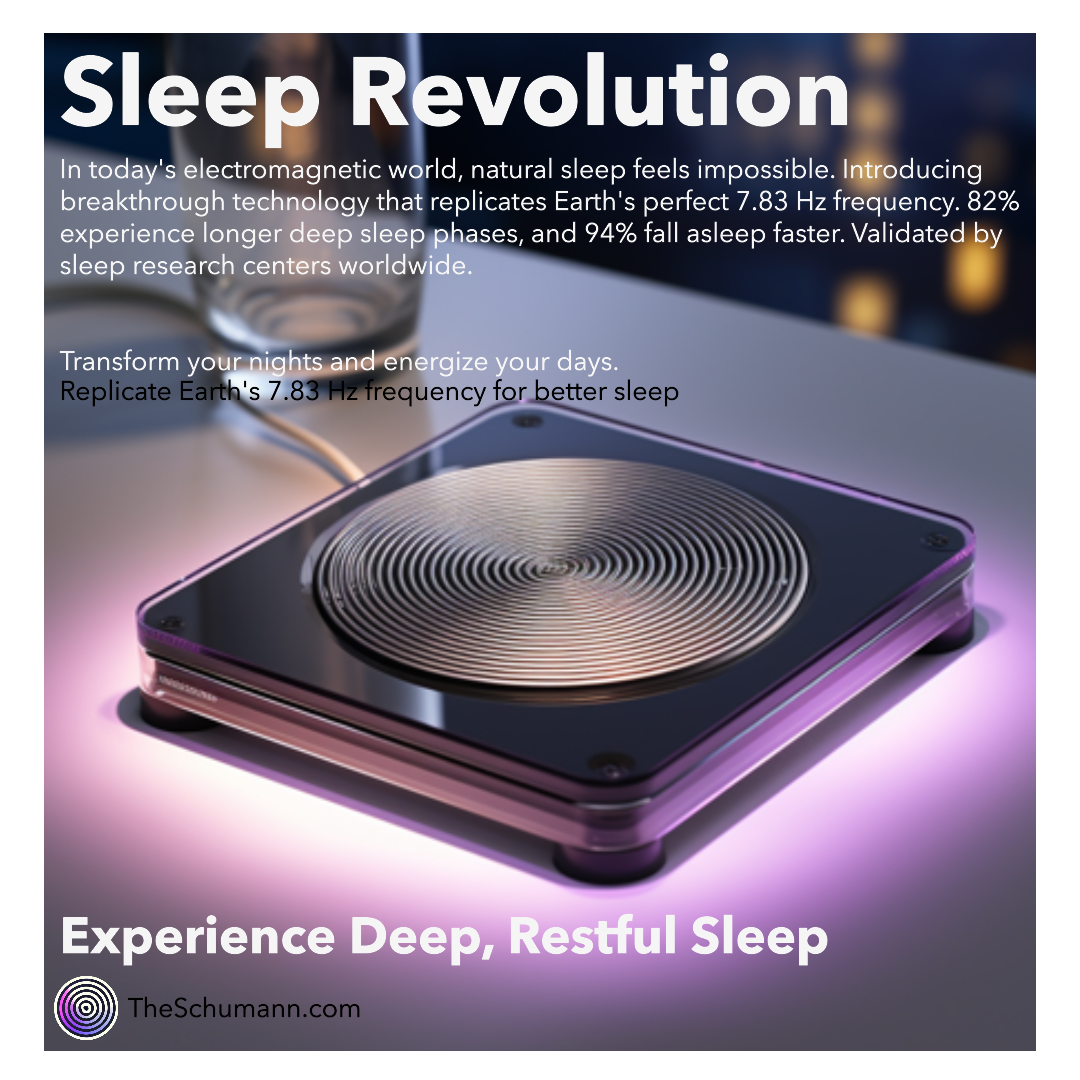 Sleep Revolution
In today's electromagnetic world, natural sleep feels impossible. Introducing
breakthrough technology that replicates Earth's perfect 7.83 Hz frequency. 82%
experience longer deep sleep phases, and 94% fall asleep faster. Validated by
sleep research centers worldwide.
Transform your nights and energize your days.
Replicate Earth's 7.83 Hz frequency for better sleep
Experience Deep, Restful Sleep
TheSchumann.com